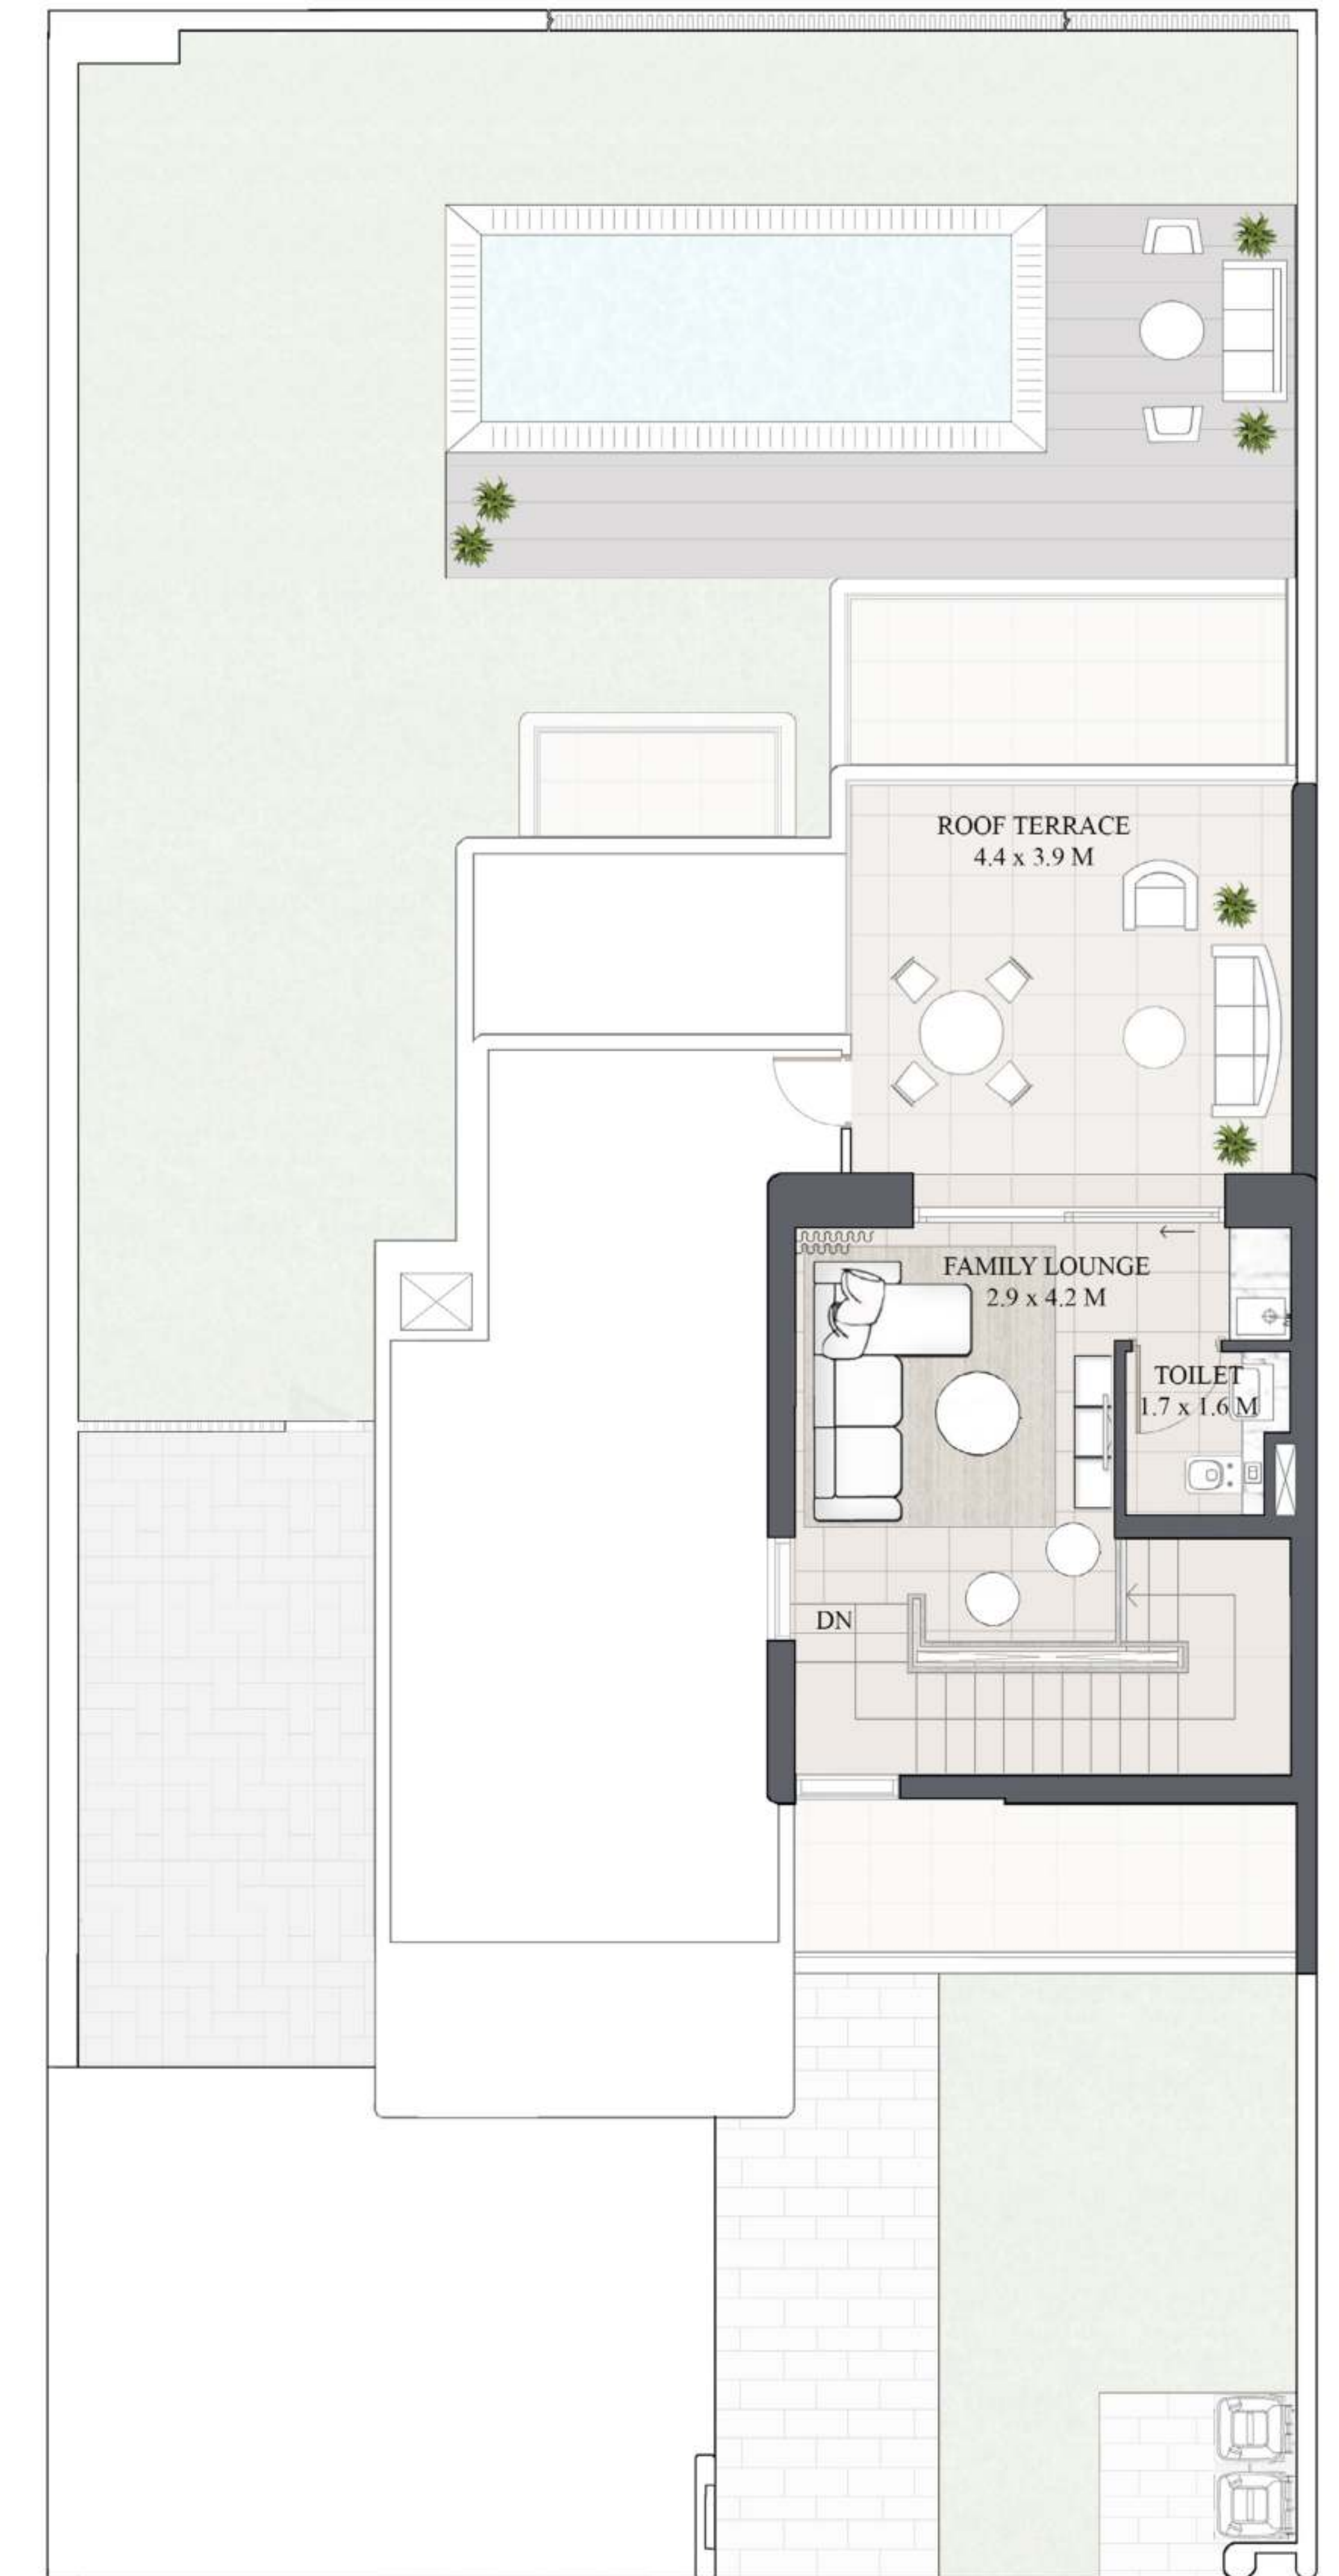 ROOF TERRACE
4.4 x 3.9 M
FAMILY LOUNGE
2.9 x 4.2 M
TOILET
1.7 x 1.6 M
DN